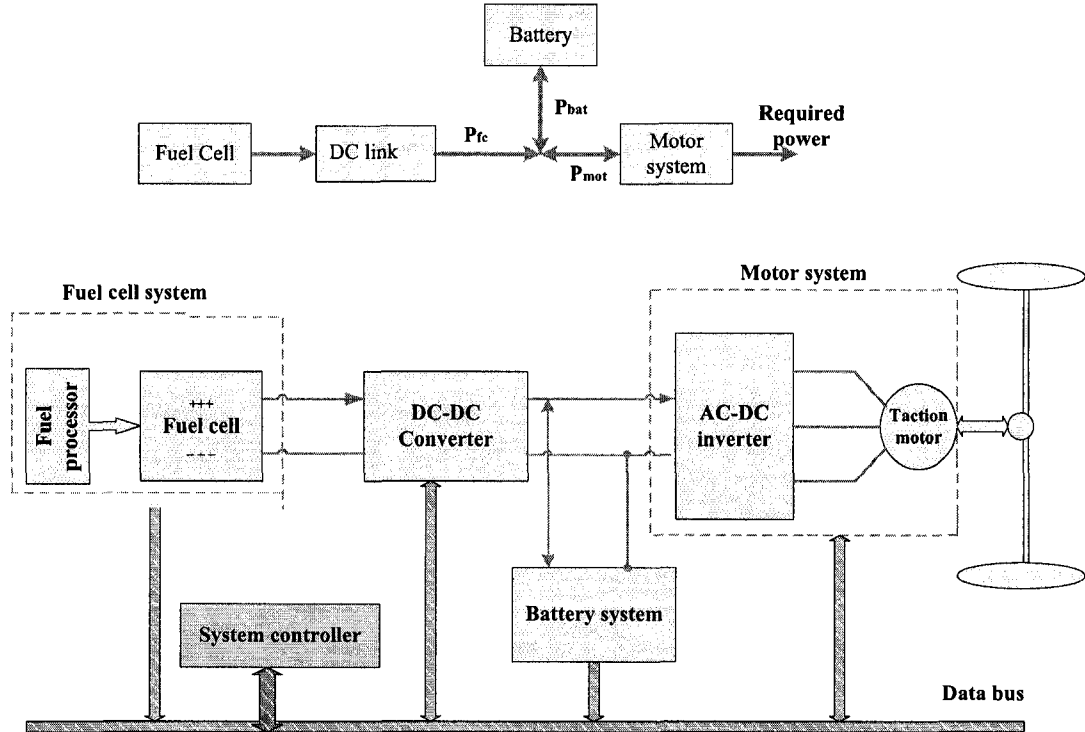 Battery
Pbat
Required
power
Fuel Cell
DC link
Pfc
Motor
system
Pmot
Motor system
Fuel cell system
Fuel
processor
+++
Fuel cell
---
DC-DC
Converter
AC-DC
inverter
Taction
motor
Battery system
System controller
Data bus